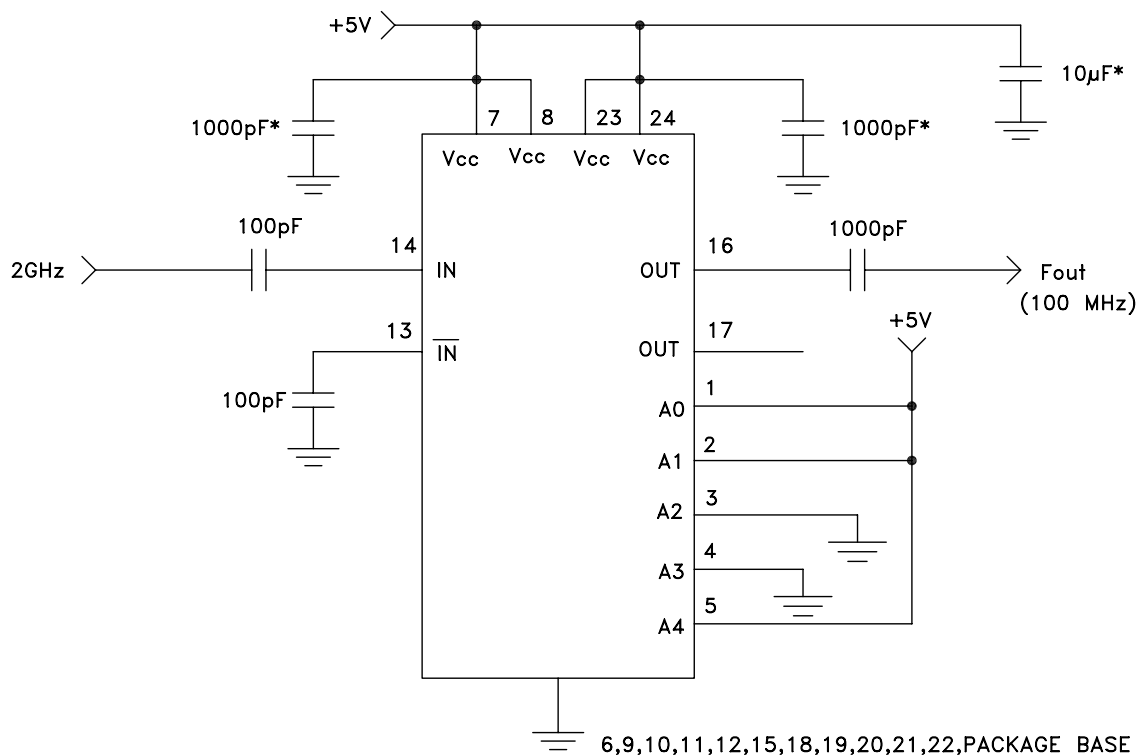 +5V
10µF*
1000pF*
7 8 23 24
1000pF*
Vcc Vcc Vcc Vcc
100pF
14
16
1000pF
2GHz
IN
OUT
Fout
(100 MHz)
+5V
13
17
IN
OUT
1
100pF
A0
2
A1
3
A2
4
A3
5
A4
6,9,10,11,12,15,18,19,20,21,22,PACKAGE BASE